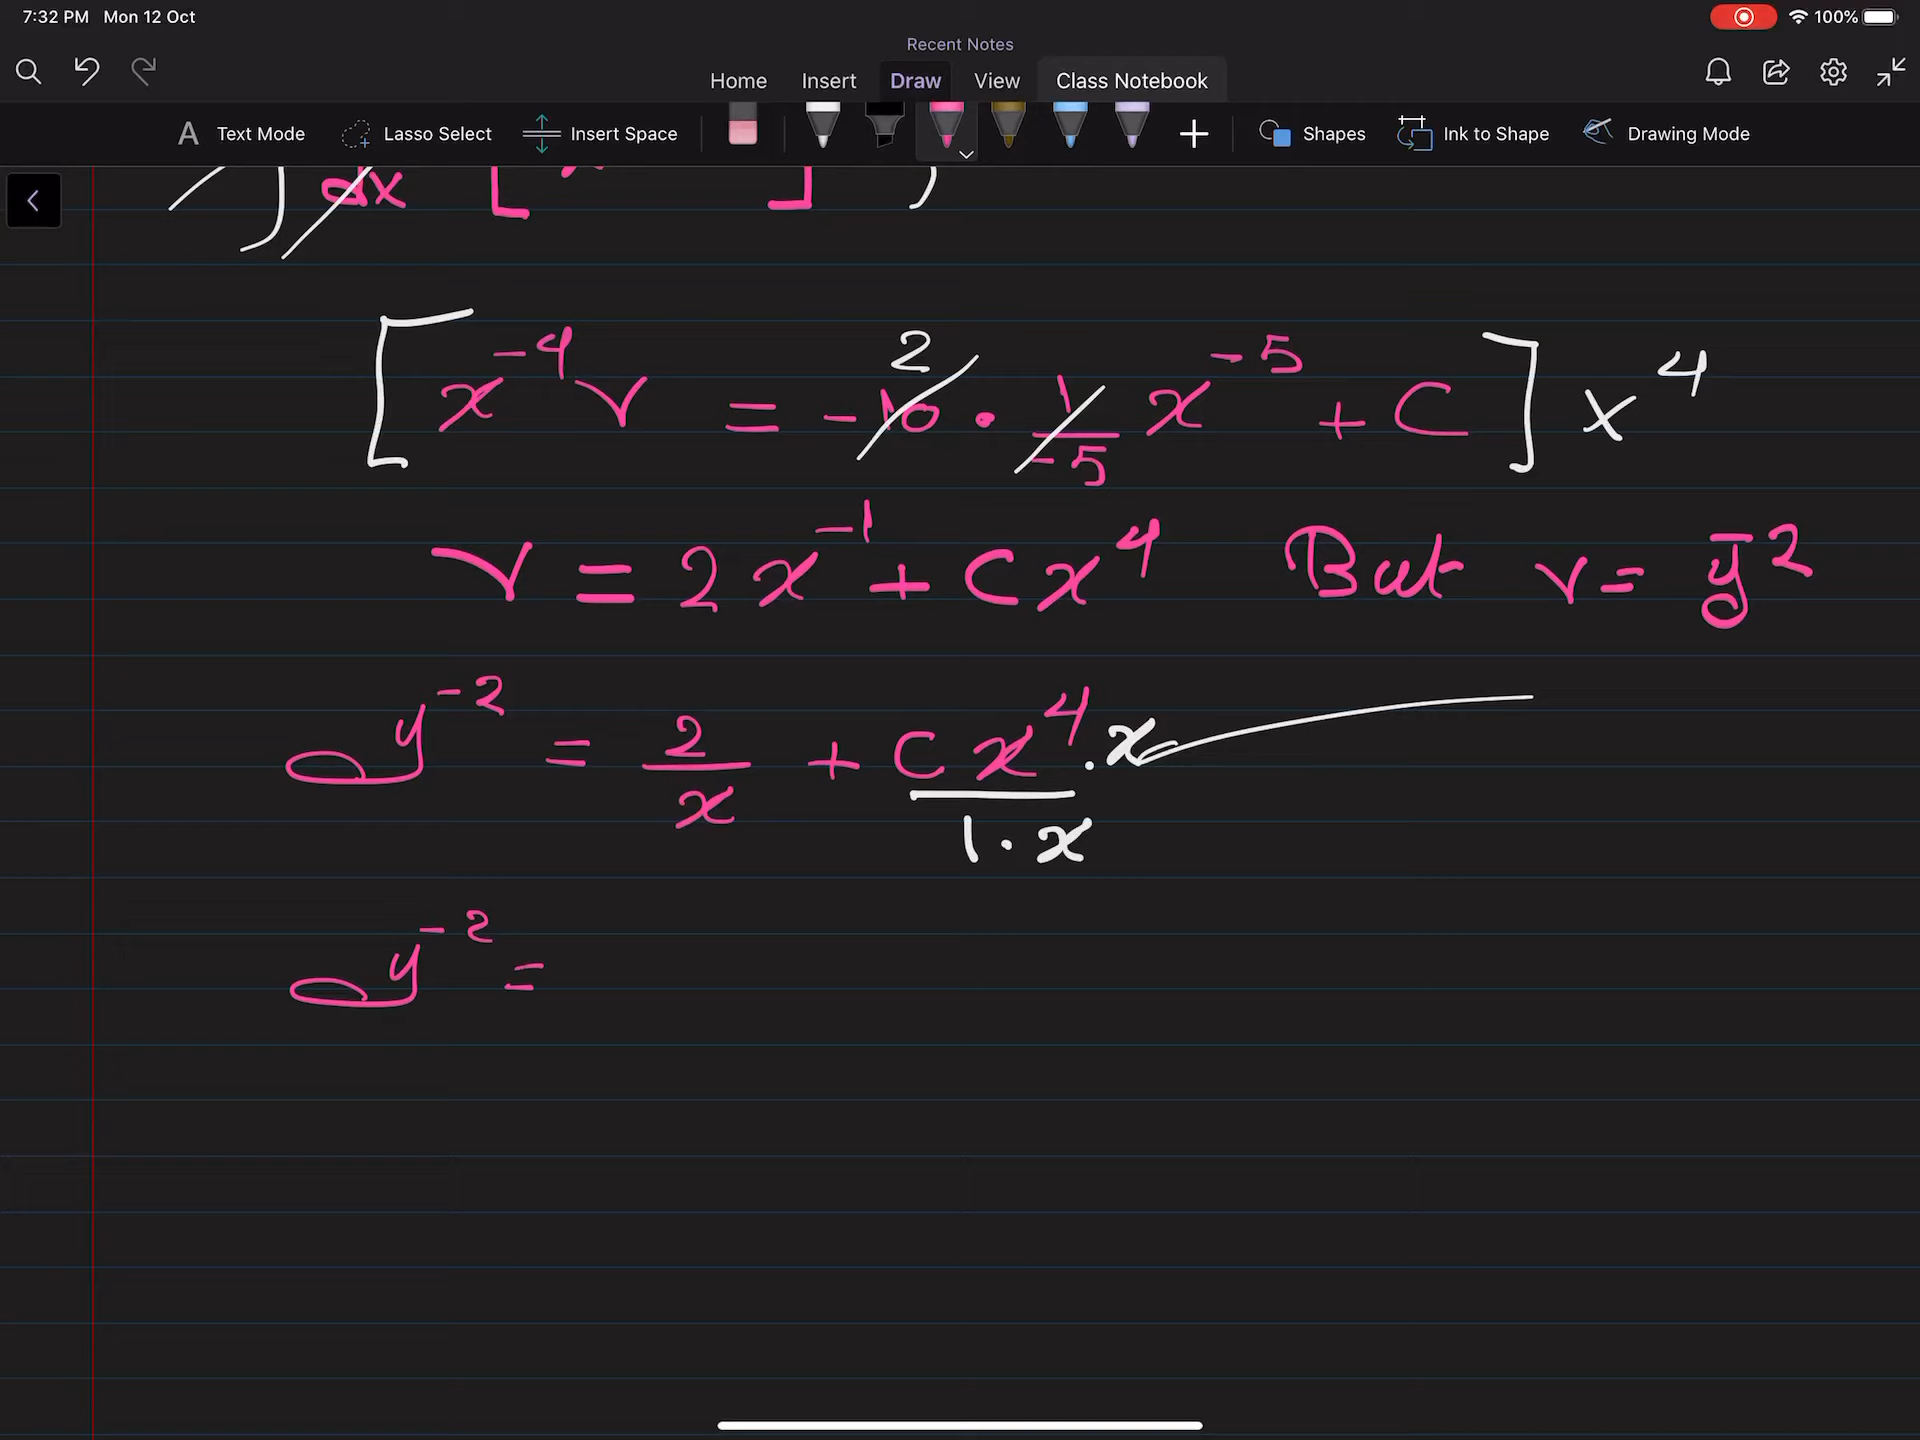 7:32 PM Mon 12 Oct 100%
Recent Notes
Home Insert Draw View Class Notebook
A Text Mode Lasso Select Insert Space Shapes Ink to Shape Drawing Mode
dx [ ] )
[ x^-4 v = -10 · 1/-5 x^-5 + C ] x^4
2
v = 2x^-1 + Cx^4 But v = y^-2
y^-2 = 2/x + Cx^4 · x / 1 · x
y^-2 =